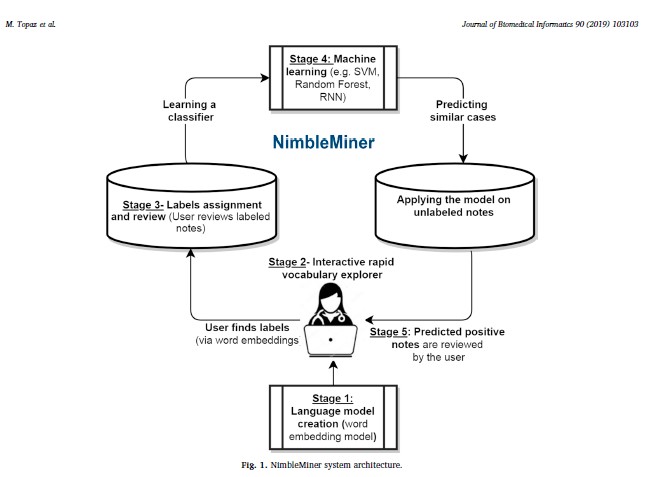 M. Topaz et al.
Journal of Biomedical Informatics 90 (2019) 103103
Stage 4: Machine
learning (e.g. SVM,
Random Forest,
RNN)
Learning a
classifier
Predicting
similar cases
NimbleMiner
Stage 3- Labels assignment
and review (User reviews labeled
notes)
Applying the model on
unlabeled notes
Stage 2- Interactive rapid
vocabulary explorer
User finds labels
(via word embeddings
Stage 5: Predicted positive
notes are reviewed
by the user
Stage 1:
Language model
creation (word
embedding model)
Fig. 1. NimbleMiner system architecture.